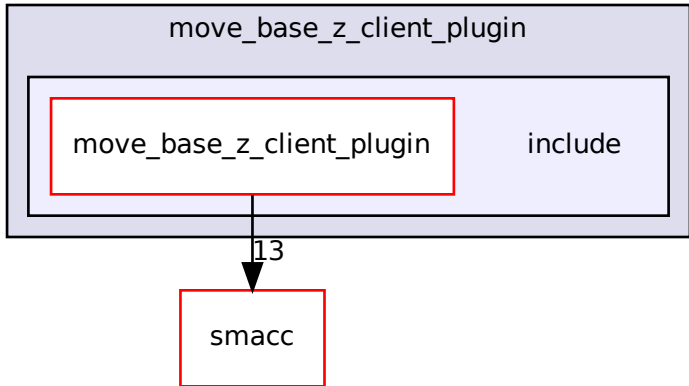 move_base_z_client_plugin
move_base_z_client_plugin include
13
smacc